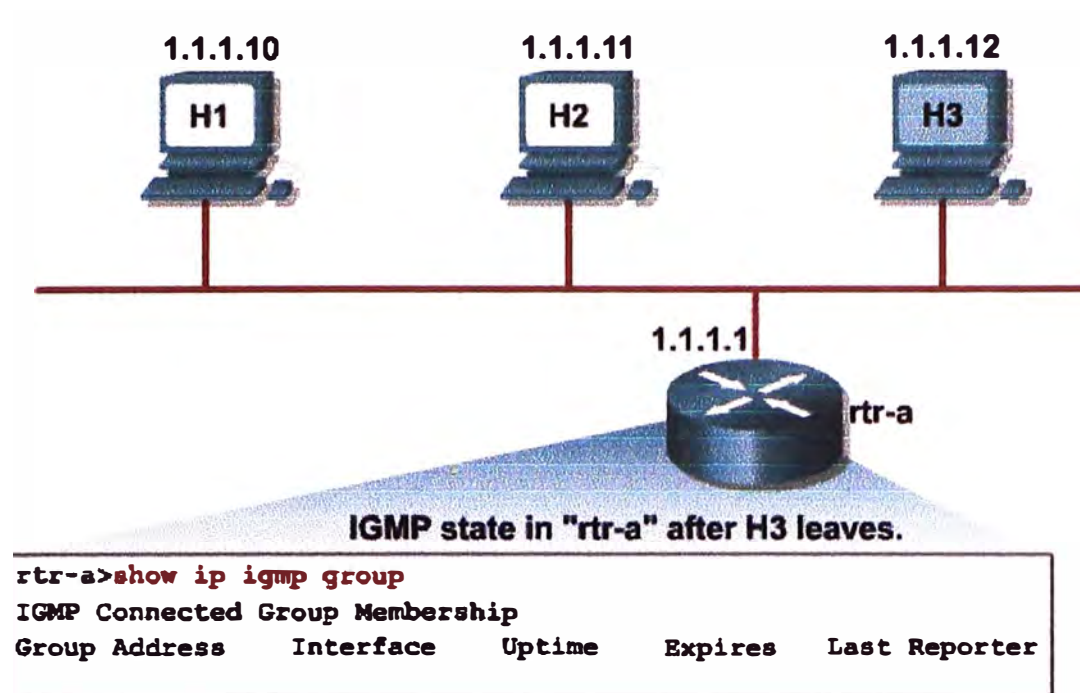 1.1.1.10 1.1.1.11 1.1.1.12
H1 H2 H3
1.1.1.1
rtr-a
IGMP state in "rtr-a" after H3 leaves.
rtr-a>show ip igmp group
IGMP Connected Group Membership
Group Address Interface Uptime Expires Last Reporter